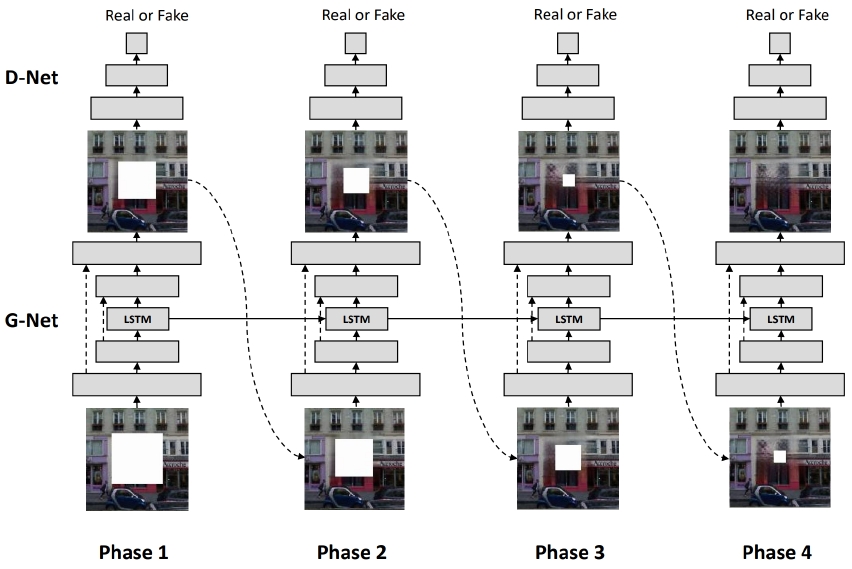 Real or Fake Real or Fake Real or Fake Real or Fake
D-Net
G-Net
LSTM LSTM LSTM LSTM
Phase 1 Phase 2 Phase 3 Phase 4